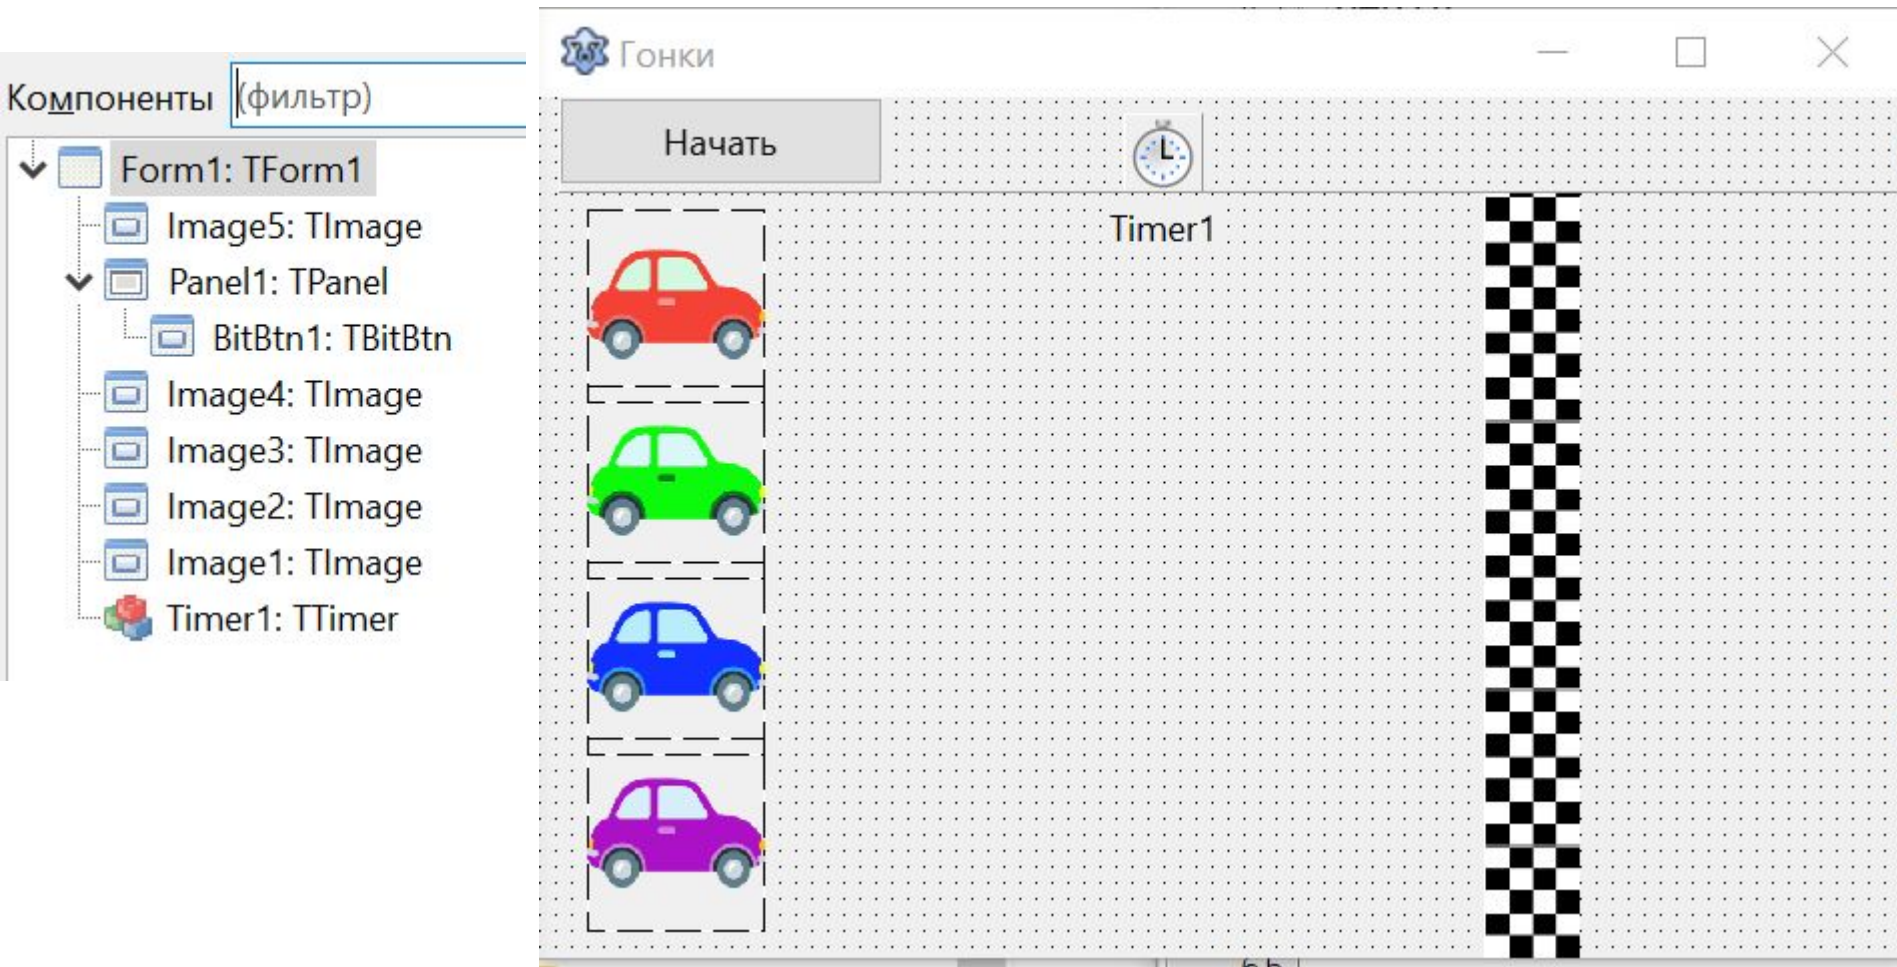 Компоненты (фильтр)
Form1: TForm1
Image5: TImage
Panel1: TPanel
BitBtn1: TBitBtn
Image4: TImage
Image3: TImage
Image2: TImage
Image1: TImage
Timer1: TTimer
Гонки
Начать
Timer1